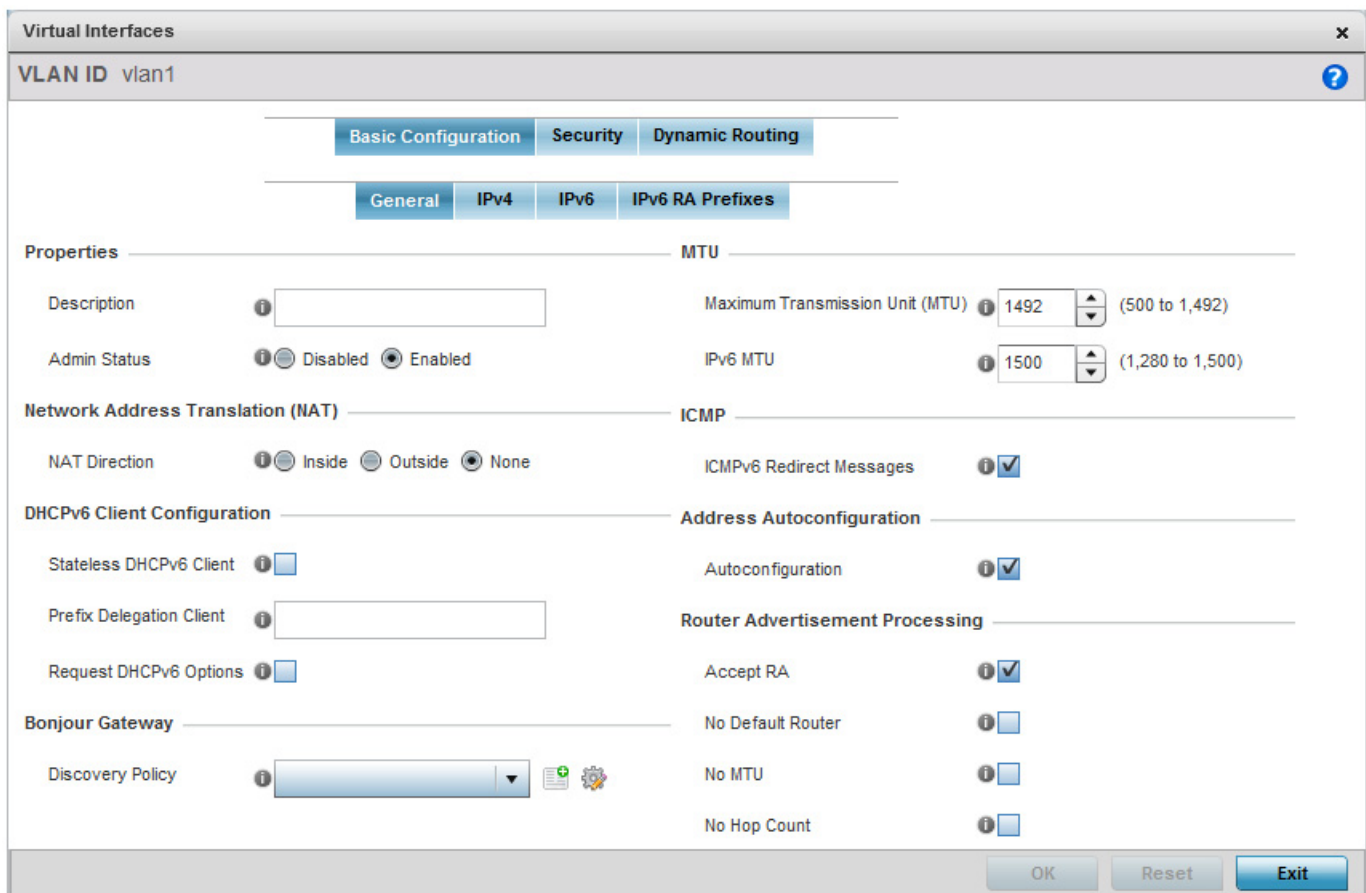 Virtual Interfaces
VLAN ID vlan1
Basic Configuration Security Dynamic Routing
General IPv4 IPv6 IPv6 RA Prefixes
Properties
Description
Admin Status Disabled Enabled
Network Address Translation (NAT)
NAT Direction Inside Outside None
DHCPv6 Client Configuration
Stateless DHCPv6 Client
Prefix Delegation Client
Request DHCPv6 Options
Bonjour Gateway
Discovery Policy
MTU
Maximum Transmission Unit (MTU) 1492 (500 to 1,492)
IPv6 MTU 1500 (1,280 to 1,500)
ICMP
ICMPv6 Redirect Messages
Address Autoconfiguration
Autoconfiguration
Router Advertisement Processing
Accept RA
No Default Router
No MTU
No Hop Count
OK Reset Exit